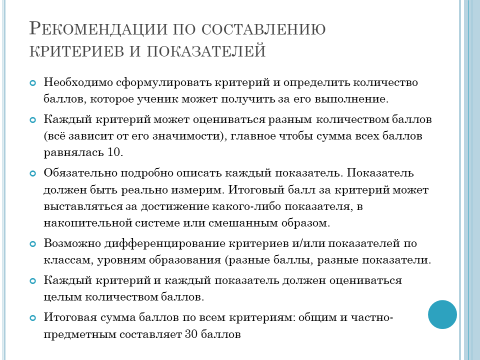 Рекомендации по составлению
критериев и показателей
Необходимо сформулировать критерий и определить количество
баллов, которое ученик может получить за его выполнение.
Каждый критерий может оцениваться разным количеством баллов
(всё зависит от его значимости), главное чтобы сумма всех баллов
равнялась 10.
Обязательно подробно описать каждый показатель. Показатель
должен быть реально измерим. Итоговый балл за критерий может
выставляться за достижение какого-либо показателя, в
накопительной системе или смешанным образом.
Возможно дифференцирование критериев и/или показателей по
классам, уровням образования (разные баллы, разные показатели.
Каждый критерий и каждый показатель должен оцениваться
целым количеством баллов.
Итоговая сумма баллов по всем критериям: общим и частно-
предметным составляет 30 баллов